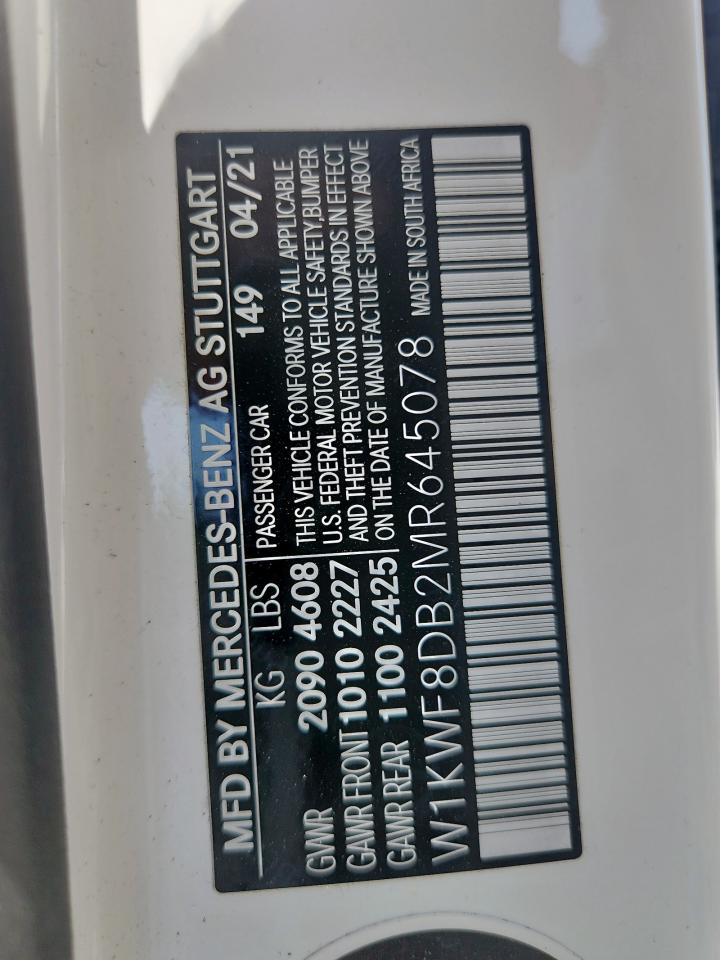 MFD BY MERCEDES-BENZ AG STUTTGART
KG LBS PASSENGER CAR 149 04/21
GVWR 2090 4608 THIS VEHICLE CONFORMS TO ALL APPLICABLE
U.S. FEDERAL MOTOR VEHICLE SAFETY,BUMPER
GAWR FRONT 1010 2227 AND THEFT PREVENTION STANDARDS IN EFFECT
GAWR REAR 1100 2425 ON THE DATE OF MANUFACTURE SHOWN ABOVE
W1KWF8DB2MR645078 MADE IN SOUTH AFRICA